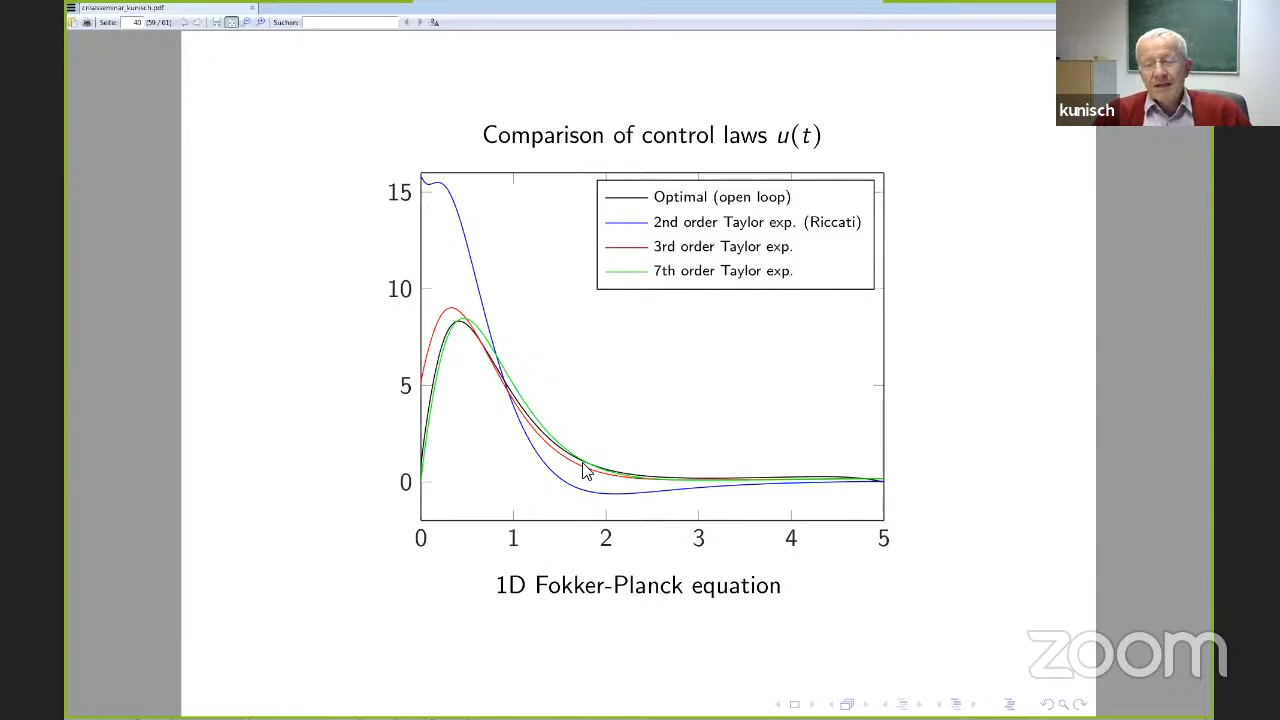 crisesseminar_kunisch.pdf
Seite: 40 (59 / 61) Suchen:
kunisch
Comparison of control laws u(t)
Optimal (open loop)
2nd order Taylor exp. (Riccati)
3rd order Taylor exp.
7th order Taylor exp.
15
10
5
0
0 1 2 3 4 5
1D Fokker-Planck equation
zoom